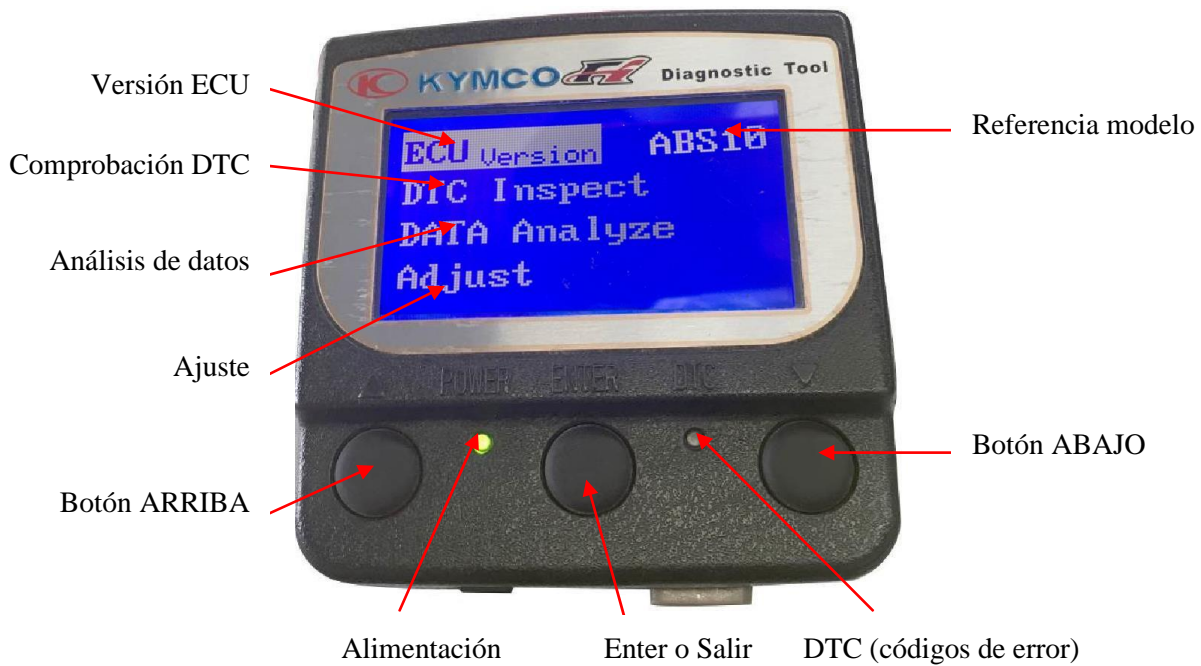 KYMCO Fi Diagnostic Tool
Versión ECU
ECU Version ABS10
Referencia modelo
Comprobación DTC
DTC Inspect
DATA Analyze
Análisis de datos
Adjust
Ajuste
POWER ENTER DTC
Botón ABAJO
Botón ARRIBA
Alimentación
Enter o Salir
DTC (códigos de error)